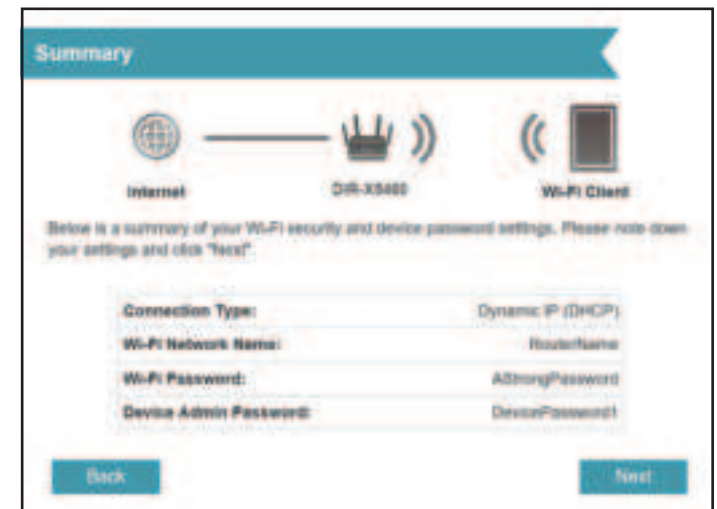 Summary
Internet
DIR-X5460
Wi-Fi Client
Below is a summary of your Wi-Fi security and device password settings. Please note down
your settings and click "Next".
Connection Type: Dynamic IP (DHCP)
Wi-Fi Network Name: RouterName
Wi-Fi Password: AStrongPassword
Device Admin Password: DevicePassword1
Back
Next